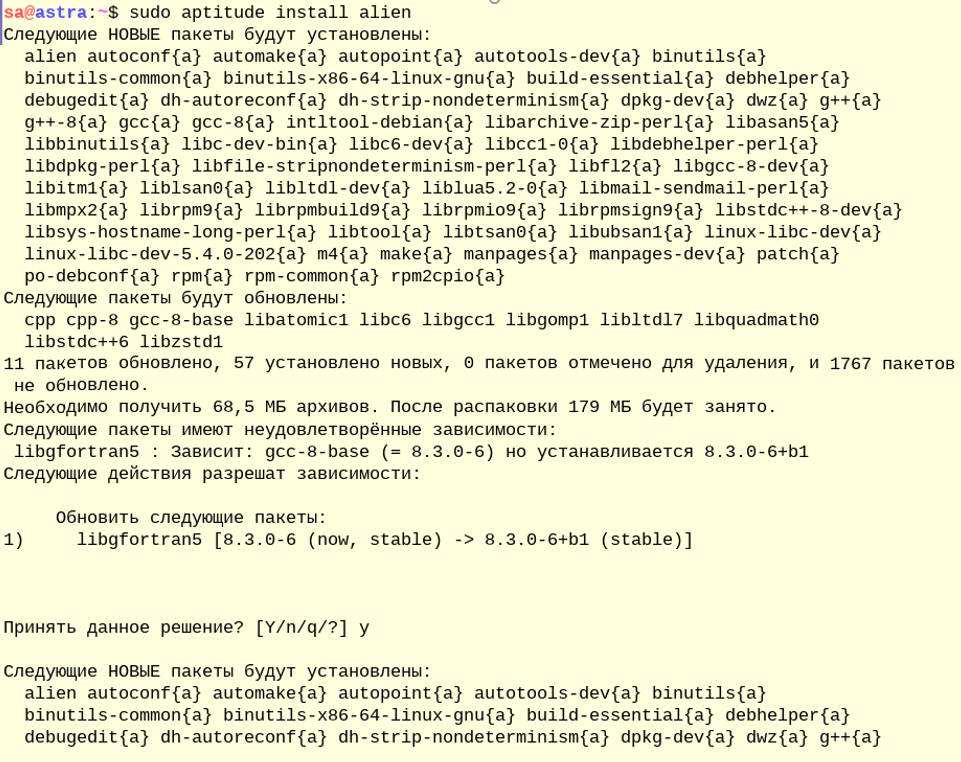 sa@astra:~$ sudo aptitude install alien
Следующие НОВЫЕ пакеты будут установлены:
  alien autoconf{a} automake{a} autopoint{a} autotools-dev{a} binutils{a}
  binutils-common{a} binutils-x86-64-linux-gnu{a} build-essential{a} debhelper{a}
  debugedit{a} dh-autoreconf{a} dh-strip-nondeterminism{a} dpkg-dev{a} dwz{a} g++{a}
  g++-8{a} gcc{a} gcc-8{a} intltool-debian{a} libarchive-zip-perl{a} libasan5{a}
  libbinutils{a} libc-dev-bin{a} libc6-dev{a} libcc1-0{a} libdebhelper-perl{a}
  libdpkg-perl{a} libfile-stripnondeterminism-perl{a} libfl2{a} libgcc-8-dev{a}
  libitm1{a} liblsan0{a} libltdl-dev{a} liblua5.2-0{a} libmail-sendmail-perl{a}
  libmpx2{a} librpm9{a} librpmbuild9{a} librpmio9{a} librpmsign9{a} libstdc++-8-dev{a}
  libsys-hostname-long-perl{a} libtool{a} libtsan0{a} libubsan1{a} linux-libc-dev{a}
  linux-libc-dev-5.4.0-202{a} m4{a} make{a} manpages{a} manpages-dev{a} patch{a}
  po-debconf{a} rpm{a} rpm-common{a} rpm2cpio{a}
Следующие пакеты будут обновлены:
  cpp cpp-8 gcc-8-base libatomic1 libc6 libgcc1 libgomp1 libltdl7 libquadmath0
  libstdc++6 libzstd1
11 пакетов обновлено, 57 установлено новых, 0 пакетов отмечено для удаления, и 1767 пакетов
 не обновлено.
Необходимо получить 68,5 МБ архивов. После распаковки 179 МБ будет занято.
Следующие пакеты имеют неудовлетворённые зависимости:
 libgfortran5 : Зависит: gcc-8-base (= 8.3.0-6) но устанавливается 8.3.0-6+b1
Следующие действия разрешат зависимости:
     Обновить следующие пакеты:
1)     libgfortran5 [8.3.0-6 (now, stable) -> 8.3.0-6+b1 (stable)]
Принять данное решение? [Y/n/q/?] y
Следующие НОВЫЕ пакеты будут установлены:
  alien autoconf{a} automake{a} autopoint{a} autotools-dev{a} binutils{a}
  binutils-common{a} binutils-x86-64-linux-gnu{a} build-essential{a} debhelper{a}
  debugedit{a} dh-autoreconf{a} dh-strip-nondeterminism{a} dpkg-dev{a} dwz{a} g++{a}